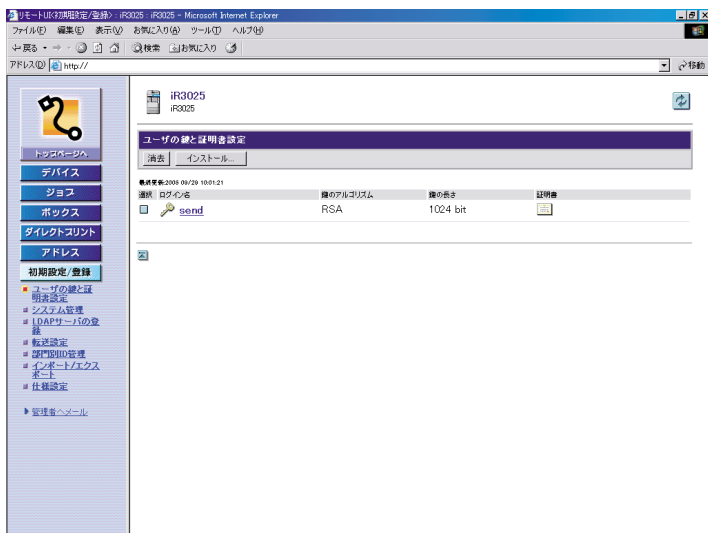 リモートUI<初期設定/登録> : iR3025 : iR3025 - Microsoft Internet Explorer
ファイル(F) 編集(E) 表示(V) お気に入り(A) ツール(T) ヘルプ(H)
戻る 検索 お気に入り
アドレス(D) http:// 移動
iR3025
iR3025
トップページへ
デバイス
ジョブ
ボックス
ダイレクトプリント
アドレス
初期設定/登録
ユーザの鍵と証
明書設定
システム管理
LDAPサーバの登
録
転送設定
部門別ID管理
インポート/エクス
ポート
仕様設定
管理者へメール
ユーザの鍵と証明書設定
消去 インストール...
最終更新:2006 09/29 10:01:21
選択 ログイン名 鍵のアルゴリズム 鍵の長さ 証明書
send RSA 1024 bit